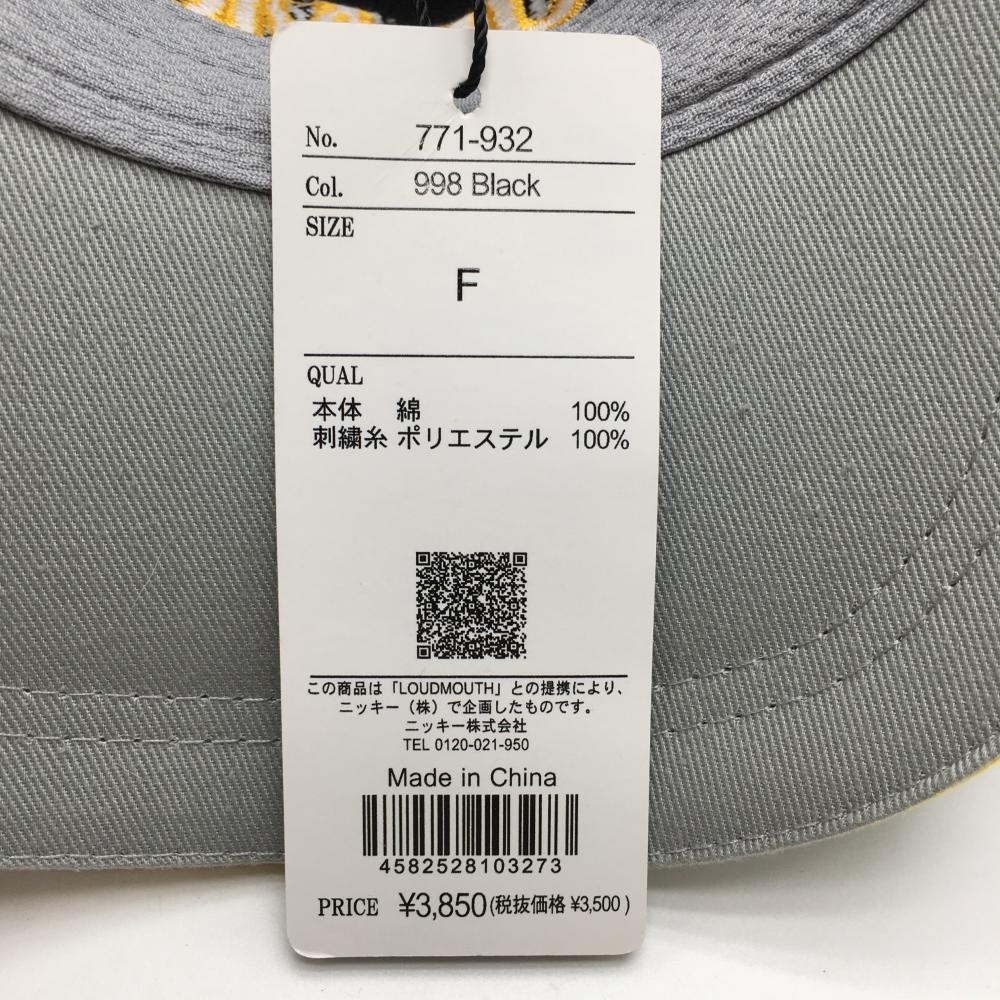 No. 771-932
Col. 998 Black
SIZE
F
QUAL
本体 綿 100%
刺繍糸 ポリエステル 100%
この商品は「LOUDMOUTH」との提携により、
ニッキー（株）で企画したものです。
ニッキー株式会社
TEL 0120-021-950
Made in China
4582528103273
PRICE ¥3,850(税抜価格 ¥3,500 )